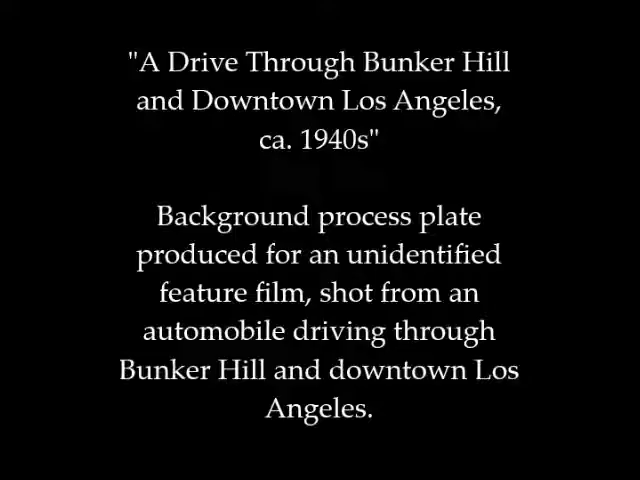 "A Drive Through Bunker Hill
and Downtown Los Angeles,
ca. 1940s"
Background process plate
produced for an unidentified
feature film, shot from an
automobile driving through
Bunker Hill and downtown Los
Angeles.